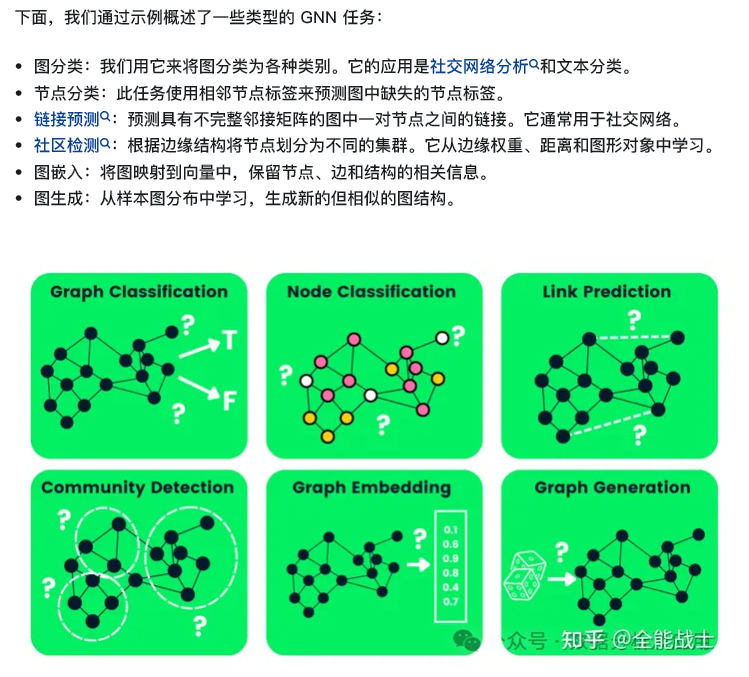 下面，我们通过示例概述了一些类型的 GNN 任务：
• 图分类：我们用它来将图分类为各种类别。它的应用是社交网络分析和文本分类。
• 节点分类：此任务使用相邻节点标签来预测图中缺失的节点标签。
• 链接预测：预测具有不完整邻接矩阵的图中一对节点之间的链接。它通常用于社交网络。
• 社区检测：根据边缘结构将节点划分为不同的集群。它从边缘权重、距离和图形对象中学习。
• 图嵌入：将图映射到向量中，保留节点、边和结构的相关信息。
• 图生成：从样本图分布中学习，生成新的但相似的图结构。
Graph Classification
?
T
F
?
Node Classification
?
?
?
Link Prediction
?
?
Community Detection
?
?
?
Graph Embedding
?
0.1
0.6
0.9
0.8
0.4
0.7
Graph Generation
?
知乎 @全能战士